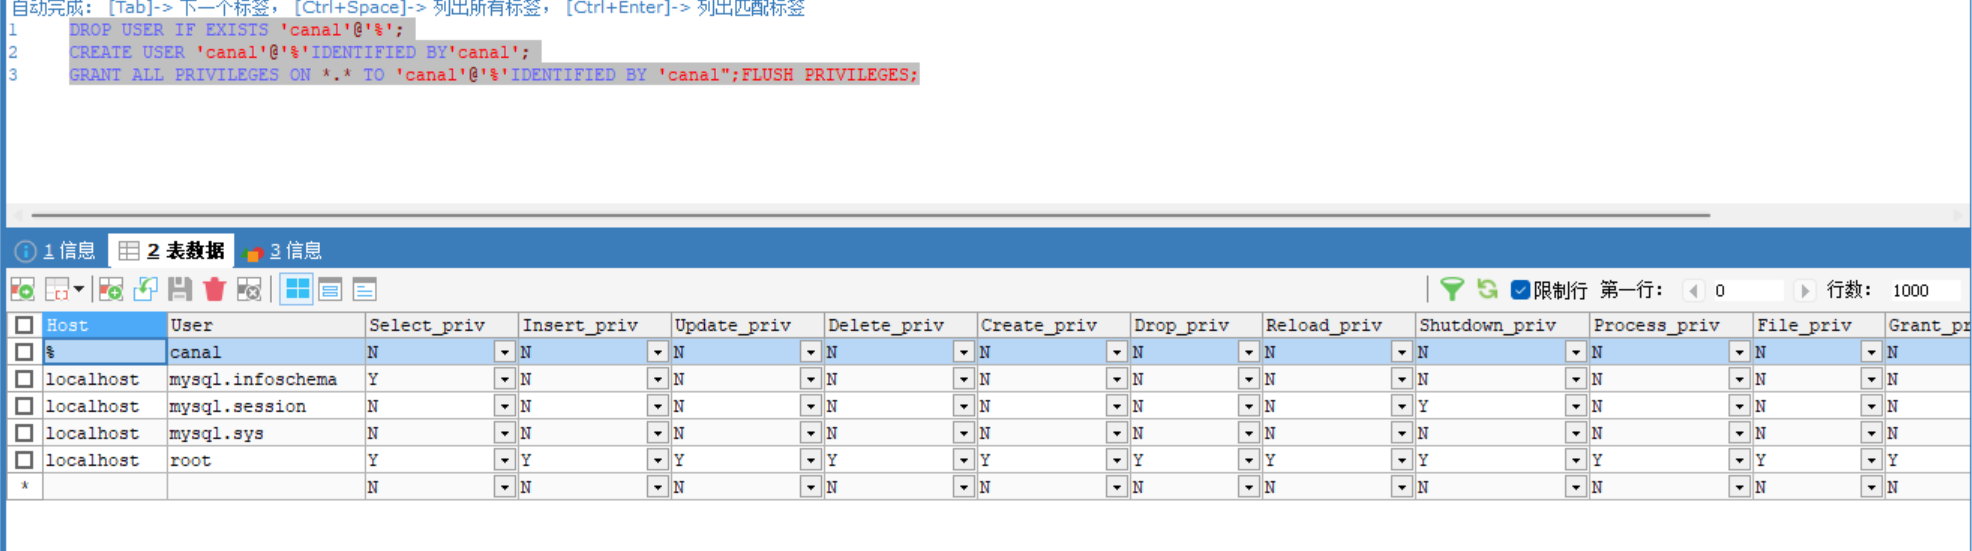 自动完成： [Tab]-> 下一个标签， [Ctrl+Space]-> 列出所有标签， [Ctrl+Enter]-> 列出匹配标签
1 DROP USER IF EXISTS 'canal'@'%';
2 CREATE USER 'canal'@'%'IDENTIFIED BY'canal';
3 GRANT ALL PRIVILEGES ON *.* TO 'canal'@'%'IDENTIFIED BY 'canal";FLUSH PRIVILEGES;
1 信息 2 表数据 3 信息
限制行 第一行： 0 行数： 1000
Host User Select_priv Insert_priv Update_priv Delete_priv Create_priv Drop_priv Reload_priv Shutdown_priv Process_priv File_priv Grant_pr
% canal N N N N N N N N N N N
localhost mysql.infoschema Y N N N N N N N N N N
localhost mysql.session N N N N N N N Y N N N
localhost mysql.sys N N N N N N N N N N N
localhost root Y Y Y Y Y Y Y Y Y Y Y
* N N N N N N N N N N N